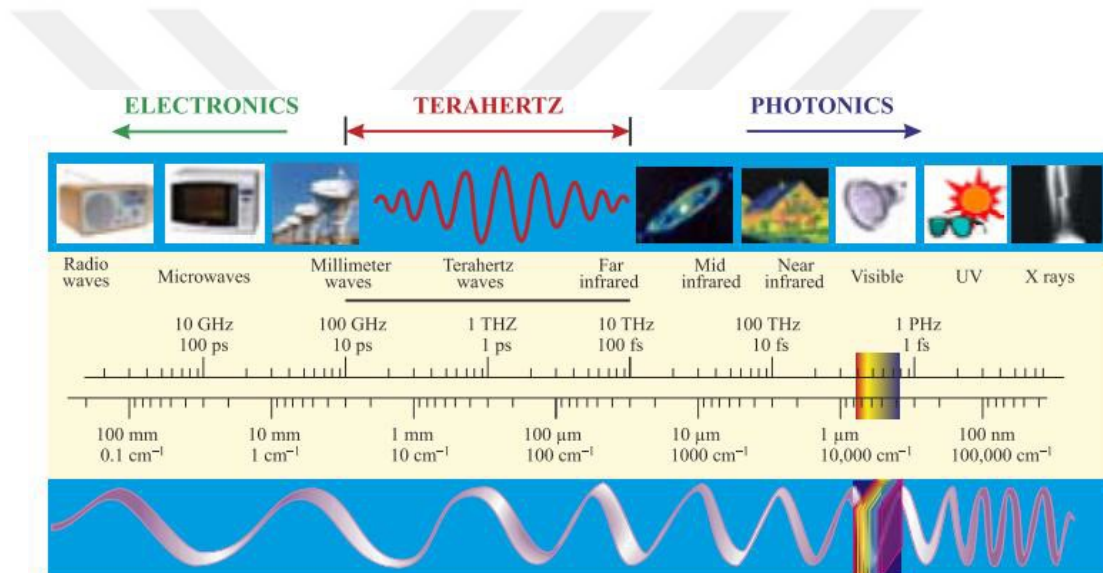 ELECTRONICS TERAHERTZ PHOTONICS
Radio waves
Microwaves
Millimeter waves
Terahertz waves
Far infrared
Mid infrared
Near infrared
Visible
UV
X rays
10 GHz 100 GHz 1 THZ 10 THz 100 THz 1 PHz
100 ps 10 ps 1 ps 100 fs 10 fs 1 fs
100 mm 10 mm 1 mm 100 µm 10 µm 1 µm 100 nm
0.1 cm⁻¹ 1 cm⁻¹ 10 cm⁻¹ 100 cm⁻¹ 1000 cm⁻¹ 10,000 cm⁻¹ 100,000 cm⁻¹